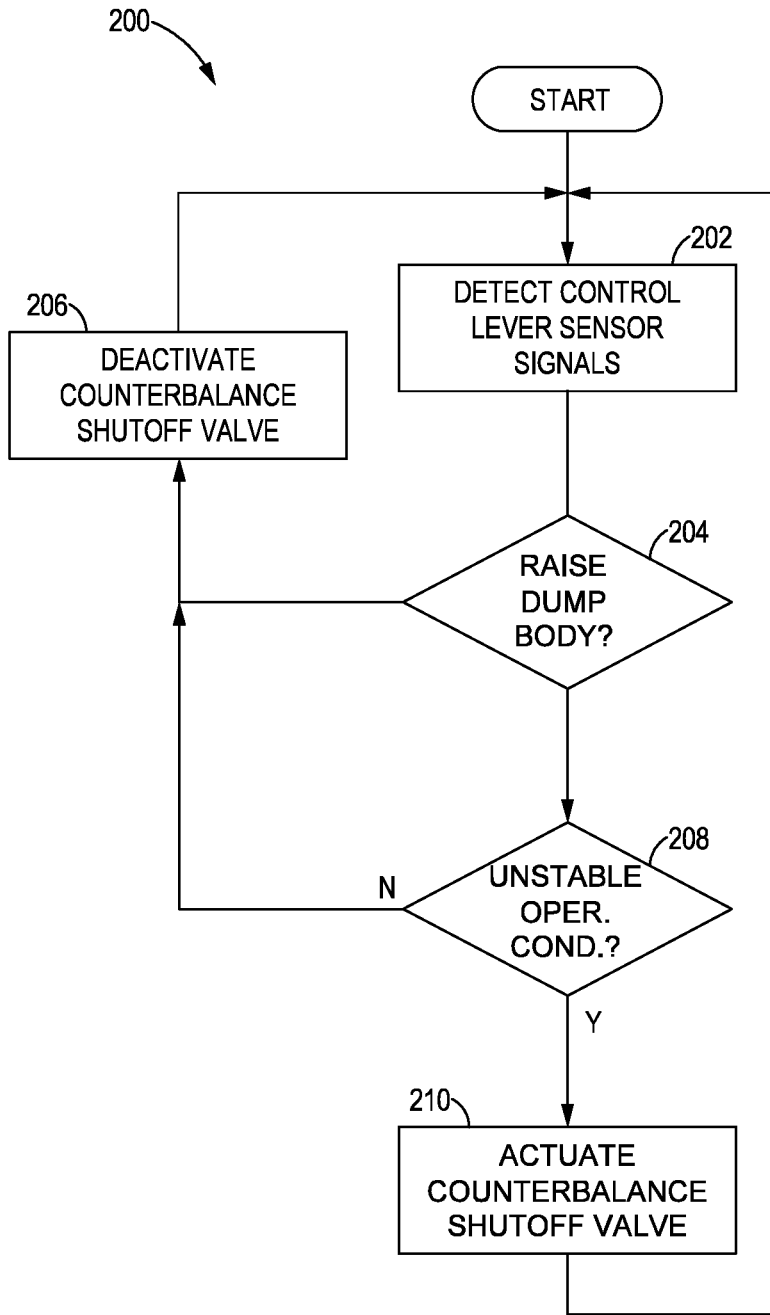 200
START
202
DETECT CONTROL
LEVER SENSOR
SIGNALS
206
DEACTIVATE
COUNTERBALANCE
SHUTOFF VALVE
204
RAISE
DUMP
BODY?
208
N
UNSTABLE
OPER.
COND.?
Y
210
ACTUATE
COUNTERBALANCE
SHUTOFF VALVE